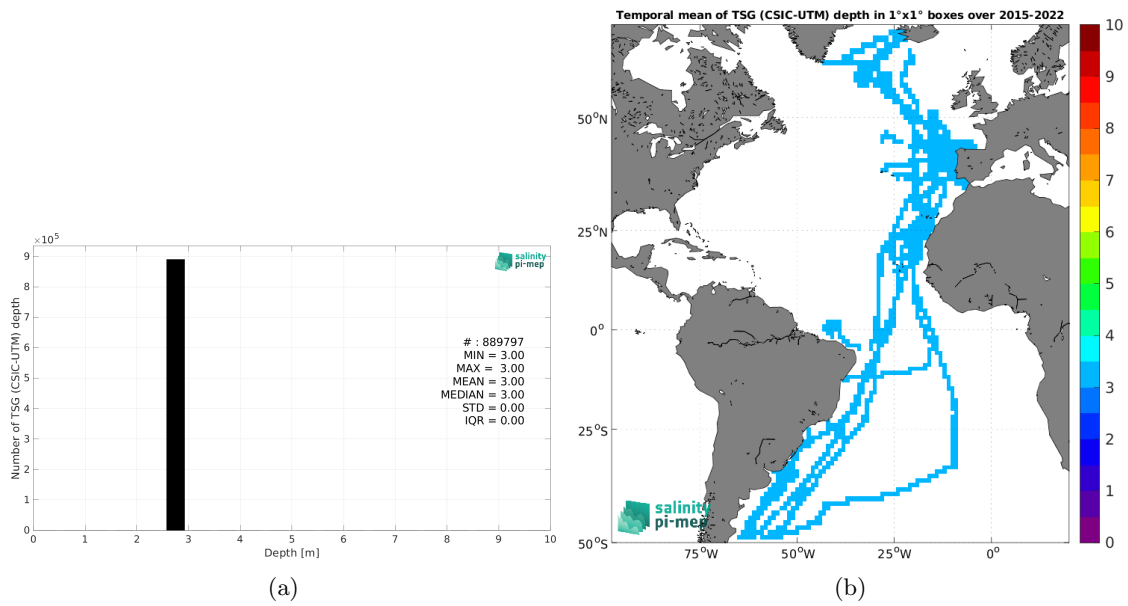 ×10⁵
9
8
7
6
5
4
3
2
1
0
Number of TSG (CSIC-UTM) depth
0 1 2 3 4 5 6 7 8 9 10
Depth [m]
salinity
pi-mep
# : 889797
MIN = 3.00
MAX = 3.00
MEAN = 3.00
MEDIAN = 3.00
STD = 0.00
IQR = 0.00
(a)
Temporal mean of TSG (CSIC-UTM) depth in 1°x1° boxes over 2015-2022
50°N
25°N
0°
25°S
50°S
75°W 50°W 25°W 0°
salinity
pi-mep
10
9
8
7
6
5
4
3
2
1
0
(b)